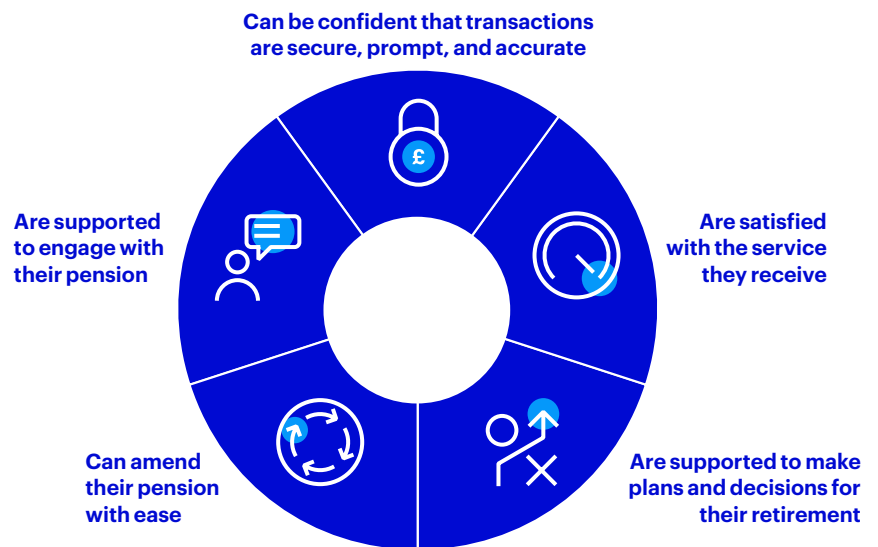 Can be confident that transactions
are secure, prompt, and accurate
£
Are supported
to engage with
their pension
Are satisfied
with the service
they receive
Can amend
their pension
with ease
Are supported to make
plans and decisions for
their retirement